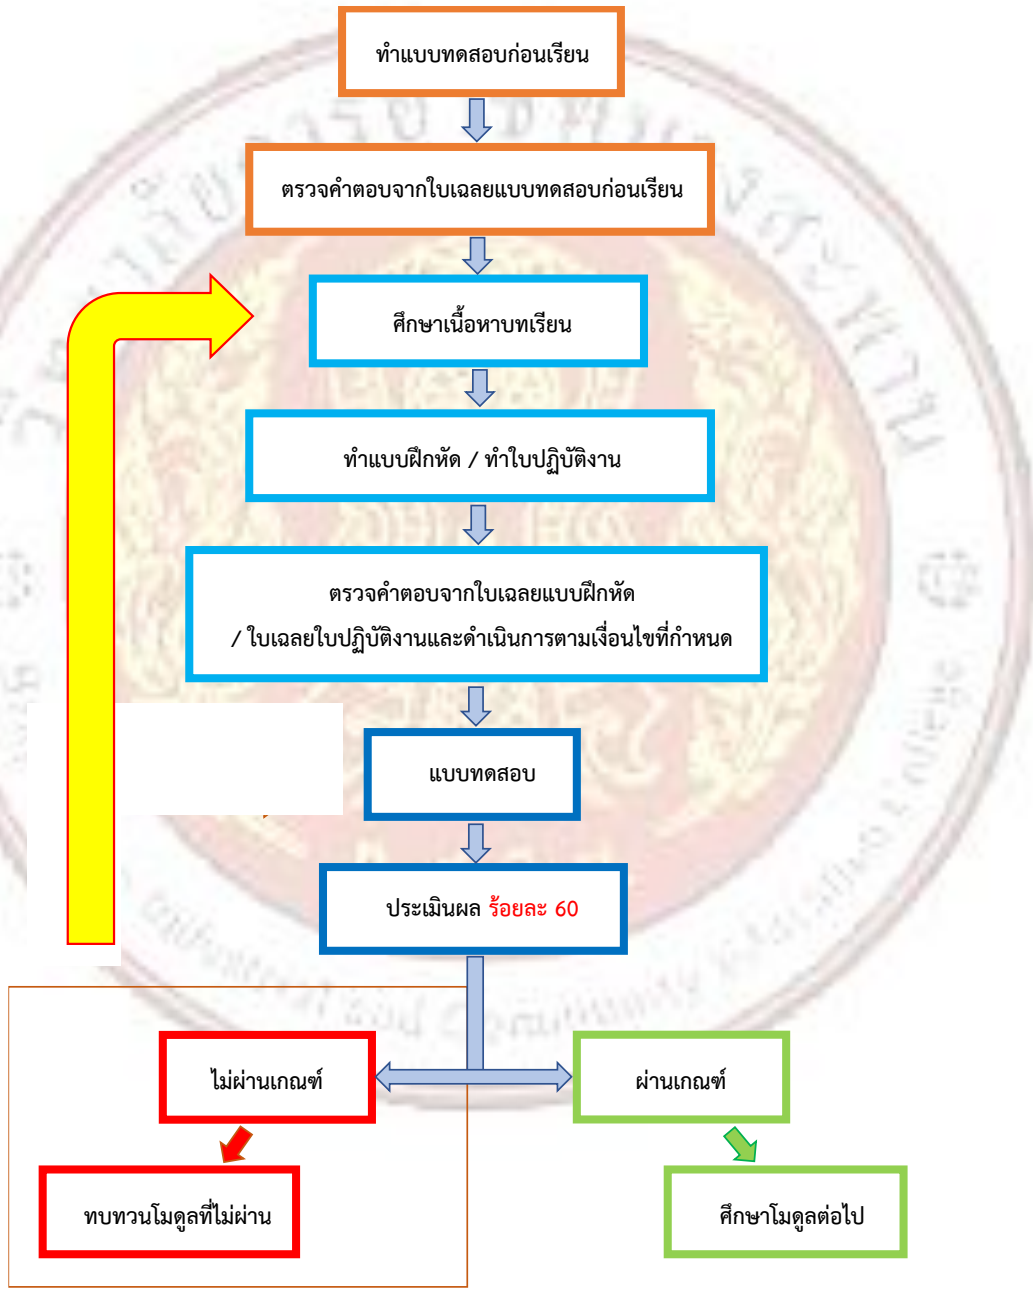 ทำแบบทดสอบก่อนเรียน
ตรวจคำตอบจากใบเฉลยแบบทดสอบก่อนเรียน
ศึกษาเนื้อหาบทเรียน
ทำแบบฝึกหัด / ทำใบปฏิบัติงาน
ตรวจคำตอบจากใบเฉลยแบบฝึกหัด
/ ใบเฉลยใบปฏิบัติงานและดำเนินการตามเงื่อนไขที่กำหนด
แบบทดสอบ
ประเมินผล ร้อยละ 60
ไม่ผ่านเกณฑ์
ผ่านเกณฑ์
ทบทวนโมดูลที่ไม่ผ่าน
ศึกษาโมดูลต่อไป